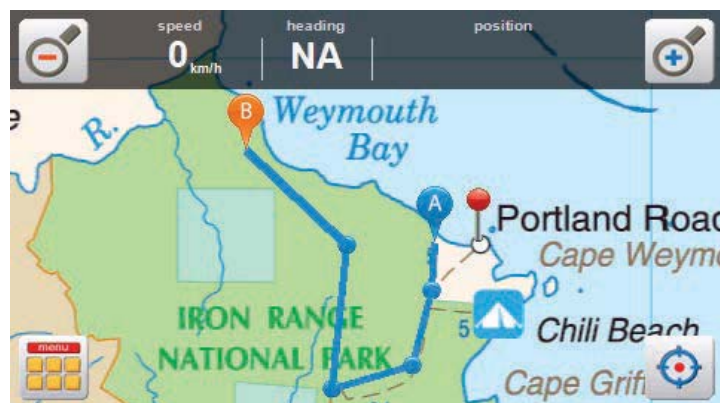 speed
heading
position
0 km/h
NA
e
R.
B
Weymouth
Bay
A
Portland Road
Cape Weym
IRON RANGE
NATIONAL PARK
5
Chili Beach
menu
Cape Grif